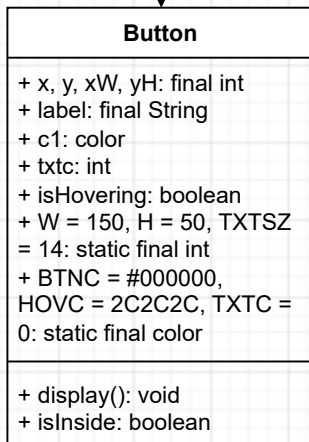 Button
+ x, y, xW, yH: final int
+ label: final String
+ c1: color
+ txtc: int
+ isHovering: boolean
+ W = 150, H = 50, TXTSZ
= 14: static final int
+ BTNC = #000000,
HOVC = 2C2C2C, TXTC =
0: static final color
+ display(): void
+ isInside: boolean